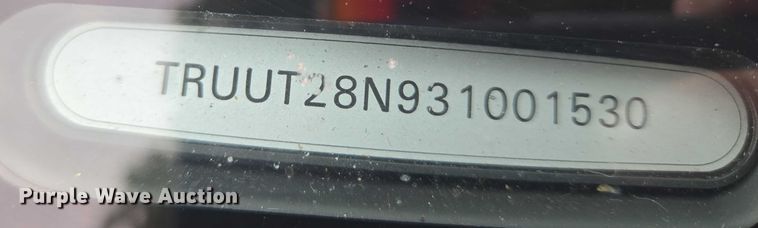 TRUUT28N931001530
Purple Wave Auction